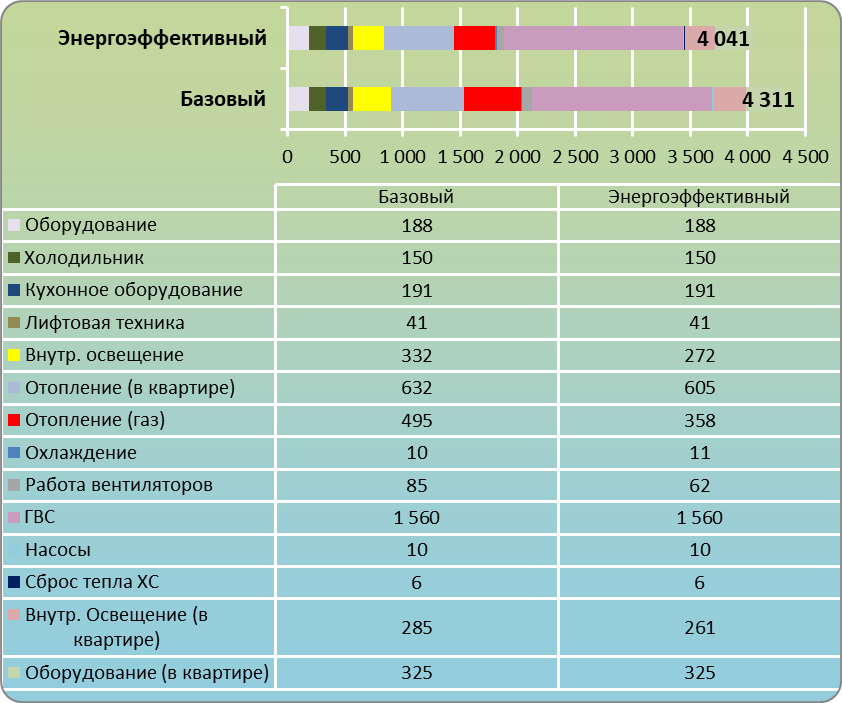 Энергоэффективный
4 041
Базовый
4 311
0 500 1 000 1 500 2 000 2 500 3 000 3 500 4 000 4 500
Базовый Энергоэффективный
Оборудование 188 188
Холодильник 150 150
Кухонное оборудование 191 191
Лифтовая техника 41 41
Внутр. освещение 332 272
Отопление (в квартире) 632 605
Отопление (газ) 495 358
Охлаждение 10 11
Работа вентиляторов 85 62
ГВС 1 560 1 560
Насосы 10 10
Сброс тепла ХС 6 6
Внутр. Освещение (в
квартире) 285 261
Оборудование (в квартире) 325 325